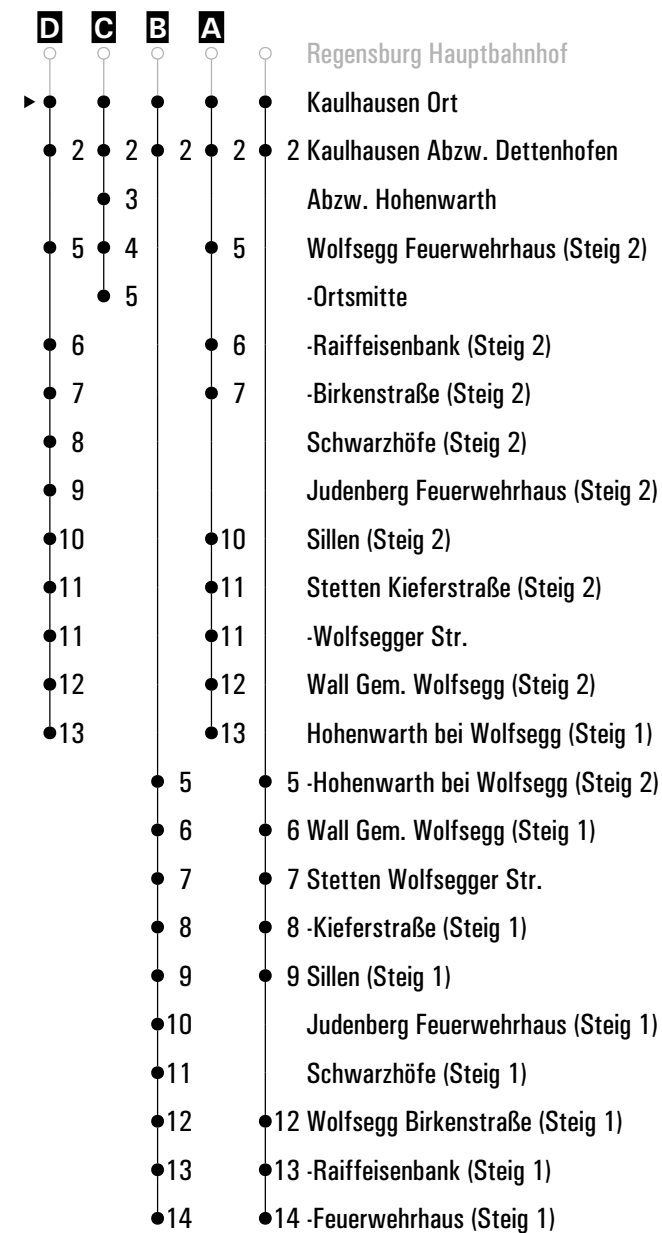 D C B A
Regensburg Hauptbahnhof
Kaulhausen Ort
2 2 2 2 2 Kaulhausen Abzw. Dettenhofen
3 Abzw. Hohenwarth
5 4 5 Wolfsegg Feuerwehrhaus (Steig 2)
5 -Ortsmitte
6 6 -Raiffeisenbank (Steig 2)
7 7 -Birkenstraße (Steig 2)
8 Schwarzhöfe (Steig 2)
9 Judenberg Feuerwehrhaus (Steig 2)
10 10 Sillen (Steig 2)
11 11 Stetten Kieferstraße (Steig 2)
11 11 -Wolfsegger Str.
12 12 Wall Gem. Wolfsegg (Steig 2)
13 13 Hohenwarth bei Wolfsegg (Steig 1)
5 5 -Hohenwarth bei Wolfsegg (Steig 2)
6 6 Wall Gem. Wolfsegg (Steig 1)
7 7 Stetten Wolfsegger Str.
8 8 -Kieferstraße (Steig 1)
9 9 Sillen (Steig 1)
10 Judenberg Feuerwehrhaus (Steig 1)
11 Schwarzhöfe (Steig 1)
12 12 Wolfsegg Birkenstraße (Steig 1)
13 13 -Raiffeisenbank (Steig 1)
14 14 -Feuerwehrhaus (Steig 1)